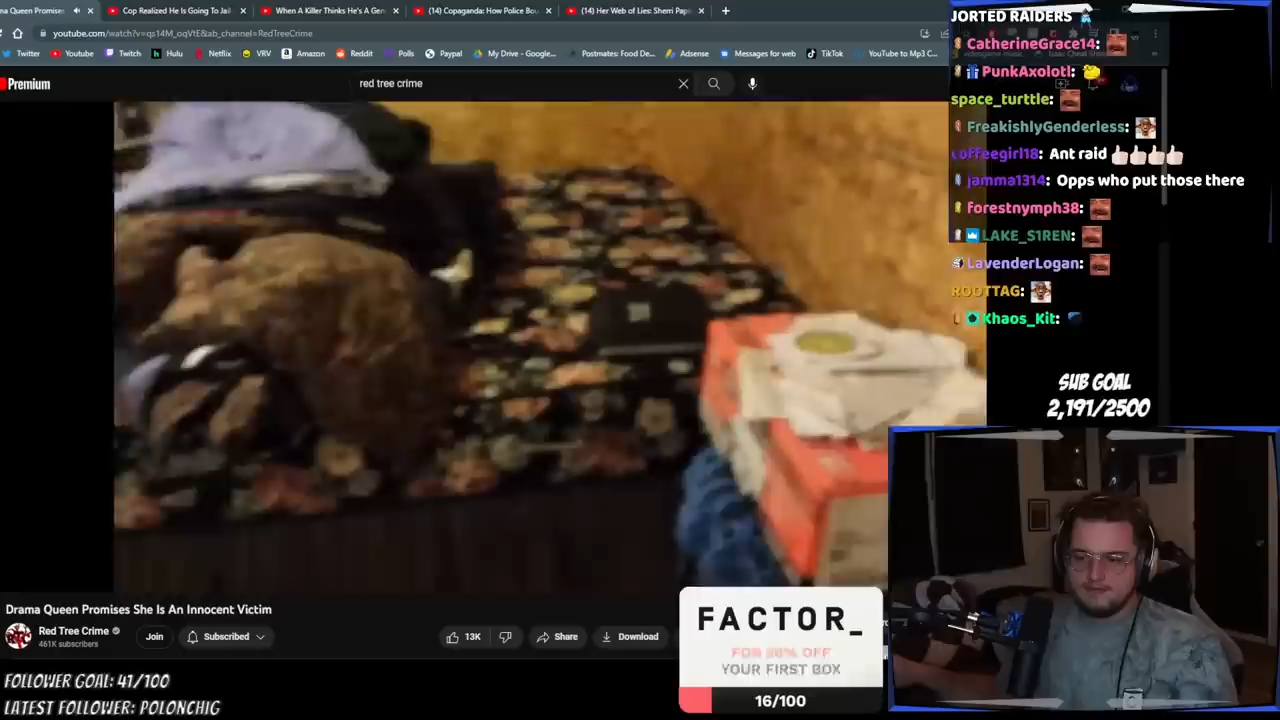 ma Queen Promises
Cop Realized He Is Going To Jail
When A Killer Thinks He's A Gen
(14) Copaganda: How Police Bou
(14) Her Web of Lies: Sherri Pap
youtube.com/watch?v=qs14M_oqVtE&ab_channel=RedTreeCrime
Twitter
Youtube
Twitch
Hulu
Netflix
VRV
Amazon
Reddit
Polls
Paypal
My Drive - Google...
Postmates: Food De...
Adsense
Messages for web
TikTok
YouTube to Mp3 C
Premium
red tree crime
JORTED RAIDERS
CatherineGrace14:
PunkAxolotl:
space_turttle:
FreakishlyGenderless:
coffeegirl18: Ant raid
jamma1314: Opps who put those there
forestnymph38:
LAKE_S1REN:
LavenderLogan:
ROOTTAG:
Khaos_Kit:
SUB GOAL
2,191/2500
Drama Queen Promises She Is An Innocent Victim
Red Tree Crime
461K subscribers
Join
Subscribed
13K
Share
Download
FACTOR_
YOUR FIRST BOX
16/100
FOLLOWER GOAL: 41/100
LATEST FOLLOWER: POLONCHIG